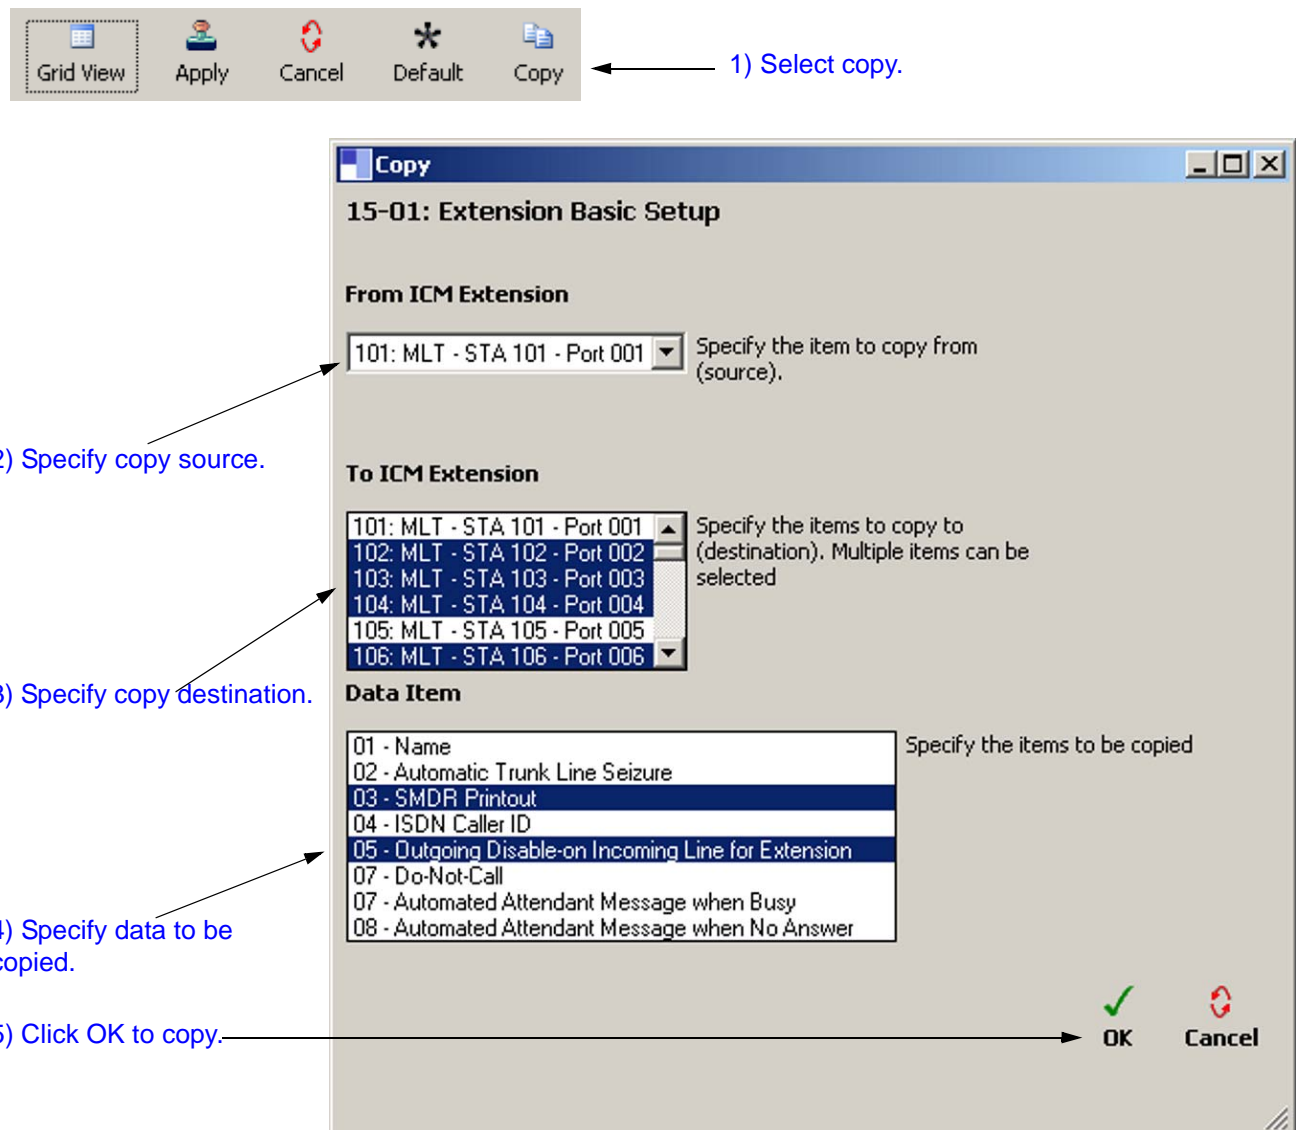 Grid View Apply Cancel Default Copy
1) Select copy.
Copy
15-01: Extension Basic Setup
From ICM Extension
101: MLT - STA 101 - Port 001
Specify the item to copy from
(source).
2) Specify copy source.
To ICM Extension
101: MLT - STA 101 - Port 001
102: MLT - STA 102 - Port 002
103: MLT - STA 103 - Port 003
104: MLT - STA 104 - Port 004
105: MLT - STA 105 - Port 005
106: MLT - STA 106 - Port 006
Specify the items to copy to
(destination). Multiple items can be
selected
3) Specify copy destination.
Data Item
01 - Name
02 - Automatic Trunk Line Seizure
03 - SMDR Printout
04 - ISDN Caller ID
05 - Outgoing Disable-on Incoming Line for Extension
07 - Do-Not-Call
07 - Automated Attendant Message when Busy
08 - Automated Attendant Message when No Answer
Specify the items to be copied
4) Specify data to be
copied.
5) Click OK to copy.
OK Cancel